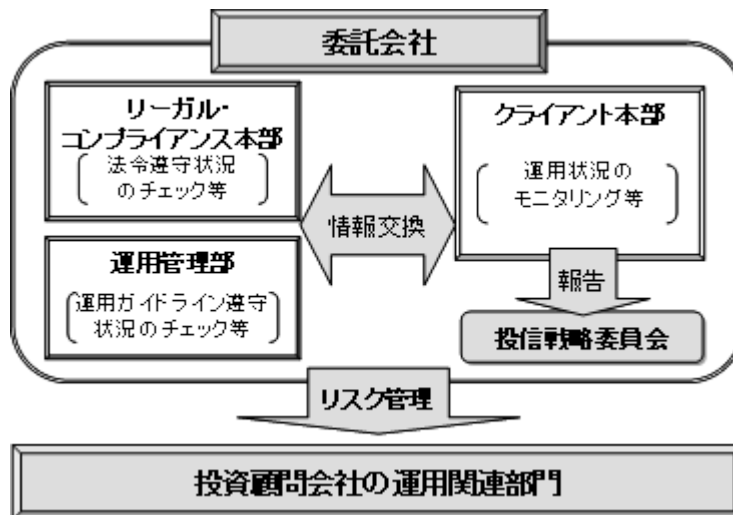 委託会社
リーガル・
コンプライアンス本部
法令遵守状況
のチェック等
クライアント本部
運用状況の
モニタリング等
情報交換
運用管理部
運用ガイドライン遵守
状況のチェック等
報告
投信戦略委員会
リスク管理
投資顧問会社の運用関連部門